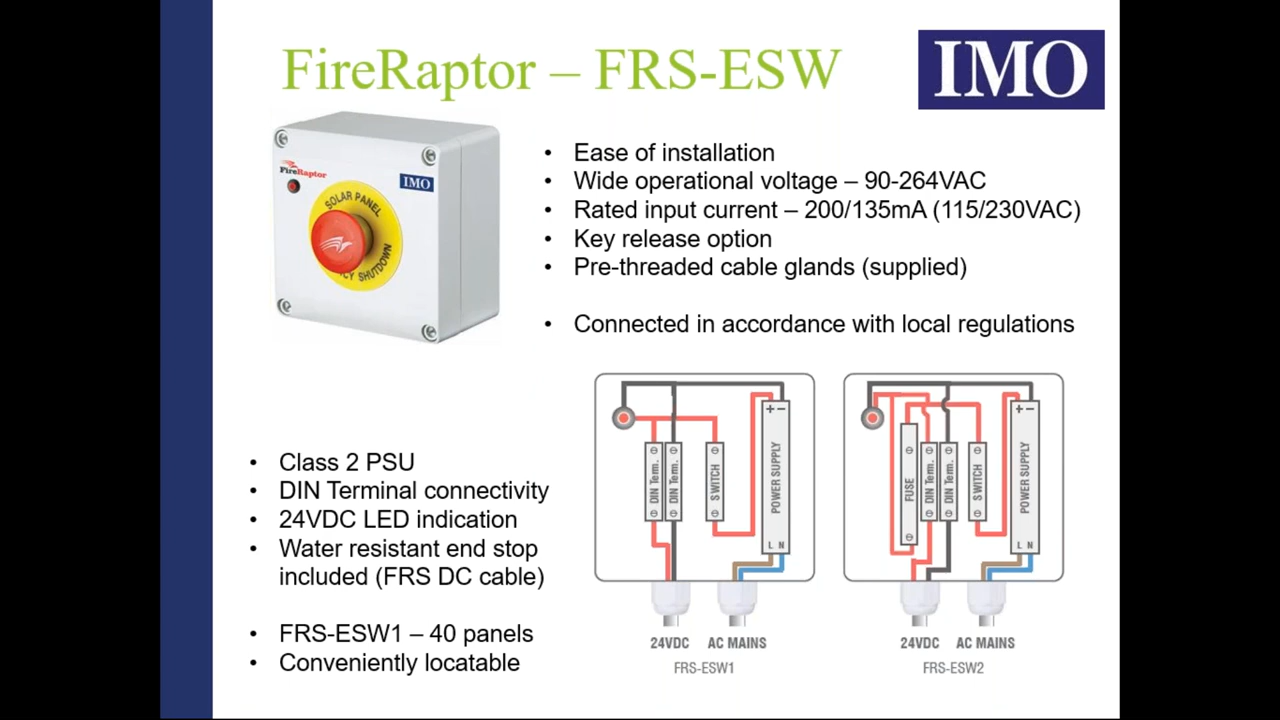 FireRaptor – FRS-ESW
IMO
FireRaptor
IMO
SOLAR PANEL
CY SHUTDOWN
• Ease of installation
• Wide operational voltage – 90-264VAC
• Rated input current – 200/135mA (115/230VAC)
• Key release option
• Pre-threaded cable glands (supplied)
• Connected in accordance with local regulations
• Class 2 PSU
• DIN Terminal connectivity
• 24VDC LED indication
• Water resistant end stop
included (FRS DC cable)
• FRS-ESW1 – 40 panels
• Conveniently locatable
+ −
DIN Term.
DIN Term.
SWITCH
POWER SUPPLY
L N
24VDC
AC MAINS
FRS-ESW1
+ −
FUSE
DIN Term.
DIN Term.
SWITCH
POWER SUPPLY
L N
24VDC
AC MAINS
FRS-ESW2